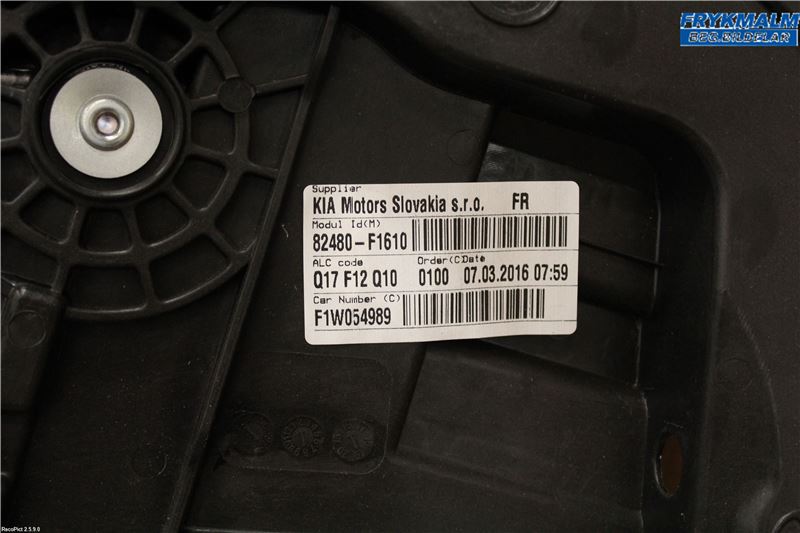 FRYKMALM
BEG.BILDELAR
Supplier
KIA Motors Slovakia s.r.o. FR
Modul Id(M)
82480-F1610
ALC code Order(C)Date
Q17 F12 Q10 0100 07.03.2016 07:59
Car Number (C)
F1W054989
RecoPict 2.5.9.0